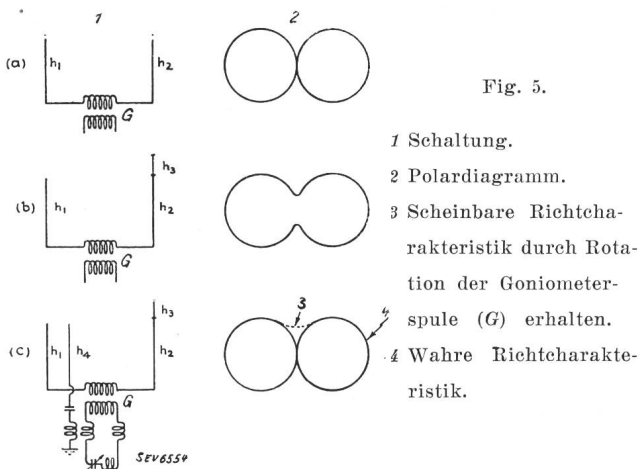 1
2
(a)
h1
h2
G
Fig. 5.
1 Schaltung.
2 Polardiagramm.
3 Scheinbare Richtcha-
rakteristik durch Rota-
tion der Goniometer-
spule (G) erhalten.
4 Wahre Richtcharakte-
ristik.
(b)
h1
h3
h2
G
(c)
h1
h4
h3
h2
G
3
4
SEV6554